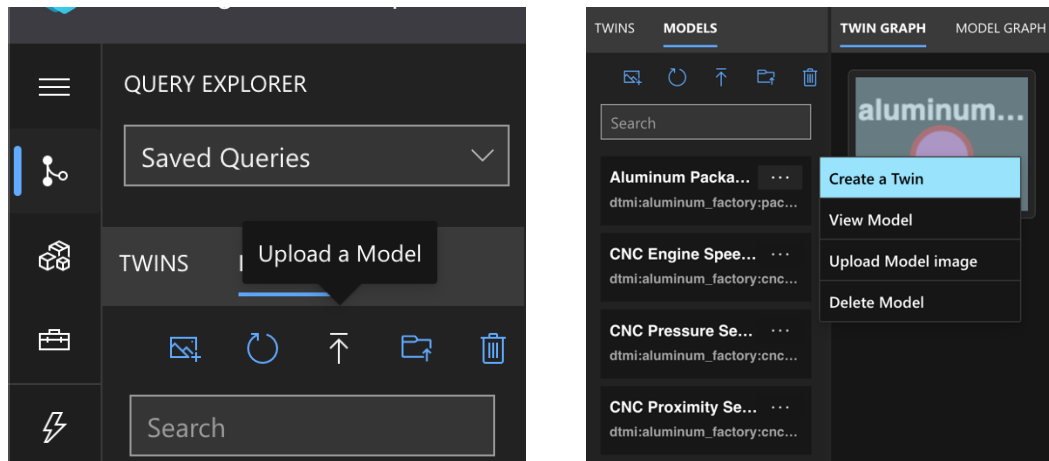 QUERY EXPLORER
Saved Queries
Upload a Model
TWINS
Search
TWINS MODELS
Search
Aluminum Packa... ...
dtmi:aluminum_factory:pac...
CNC Engine Spee... ...
dtmi:aluminum_factory:cnc...
CNC Pressure Se... ...
dtmi:aluminum_factory:cnc...
CNC Proximity Se... ...
dtmi:aluminum_factory:cnc...
TWIN GRAPH MODEL GRAPH
aluminum...
Create a Twin
View Model
Upload Model image
Delete Model